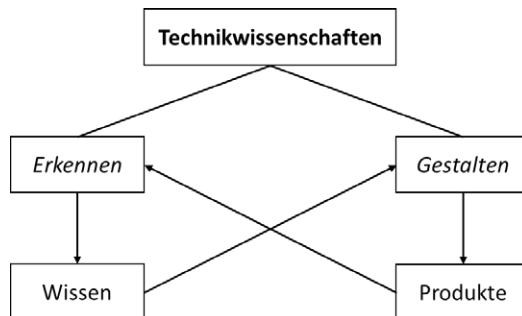 Technikwissenschaften
Erkennen
Gestalten
Wissen
Produkte